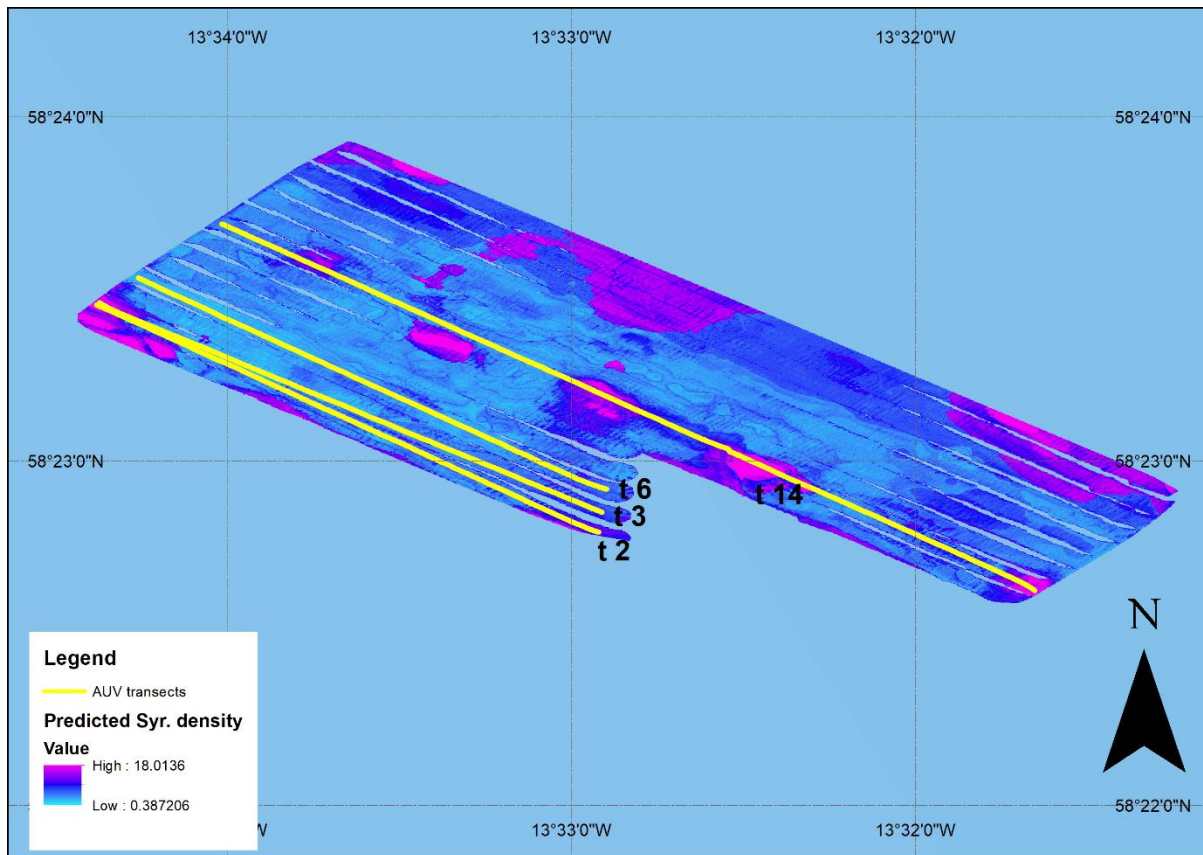 13°34'0"W 13°33'0"W 13°32'0"W
58°24'0"N 58°24'0"N
58°23'0"N 58°23'0"N
t 6
t 14
t 3
t 2
N
Legend
AUV transects
Predicted Syr. density
Value
High : 18.0136
Low : 0.387206
58°22'0"N
W 13°33'0"W 13°32'0"W